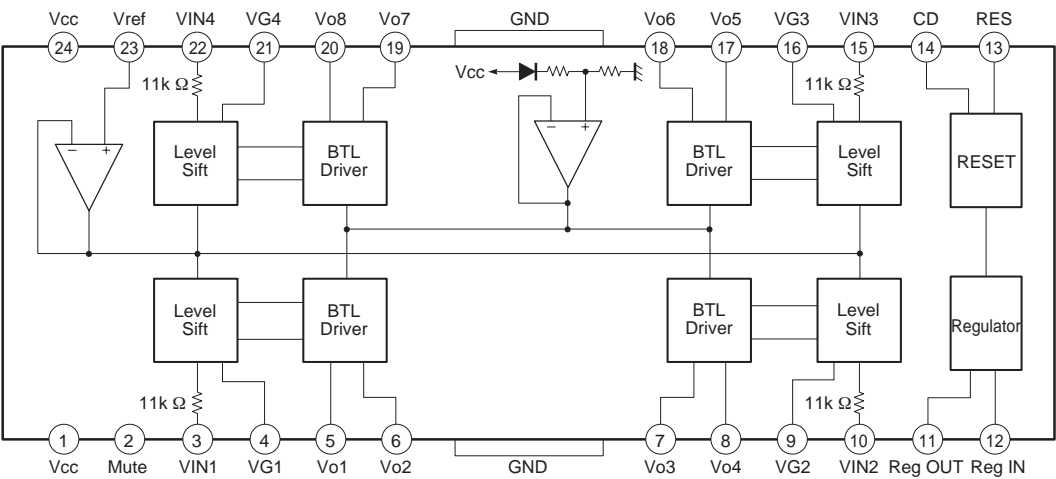 Vcc Vref VIN4 VG4 Vo8 Vo7 GND Vo6 Vo5 VG3 VIN3 CD RES
24 23 22 21 20 19 18 17 16 15 14 13
Vcc
11k Ω 11k Ω
− + − +
Level Sift
BTL Driver
BTL Driver
Level Sift
RESET
Level Sift
BTL Driver
BTL Driver
Level Sift
Regulator
11k Ω 11k Ω
1 2 3 4 5 6 7 8 9 10 11 12
Vcc Mute VIN1 VG1 Vo1 Vo2 GND Vo3 Vo4 VG2 VIN2 Reg OUT Reg IN